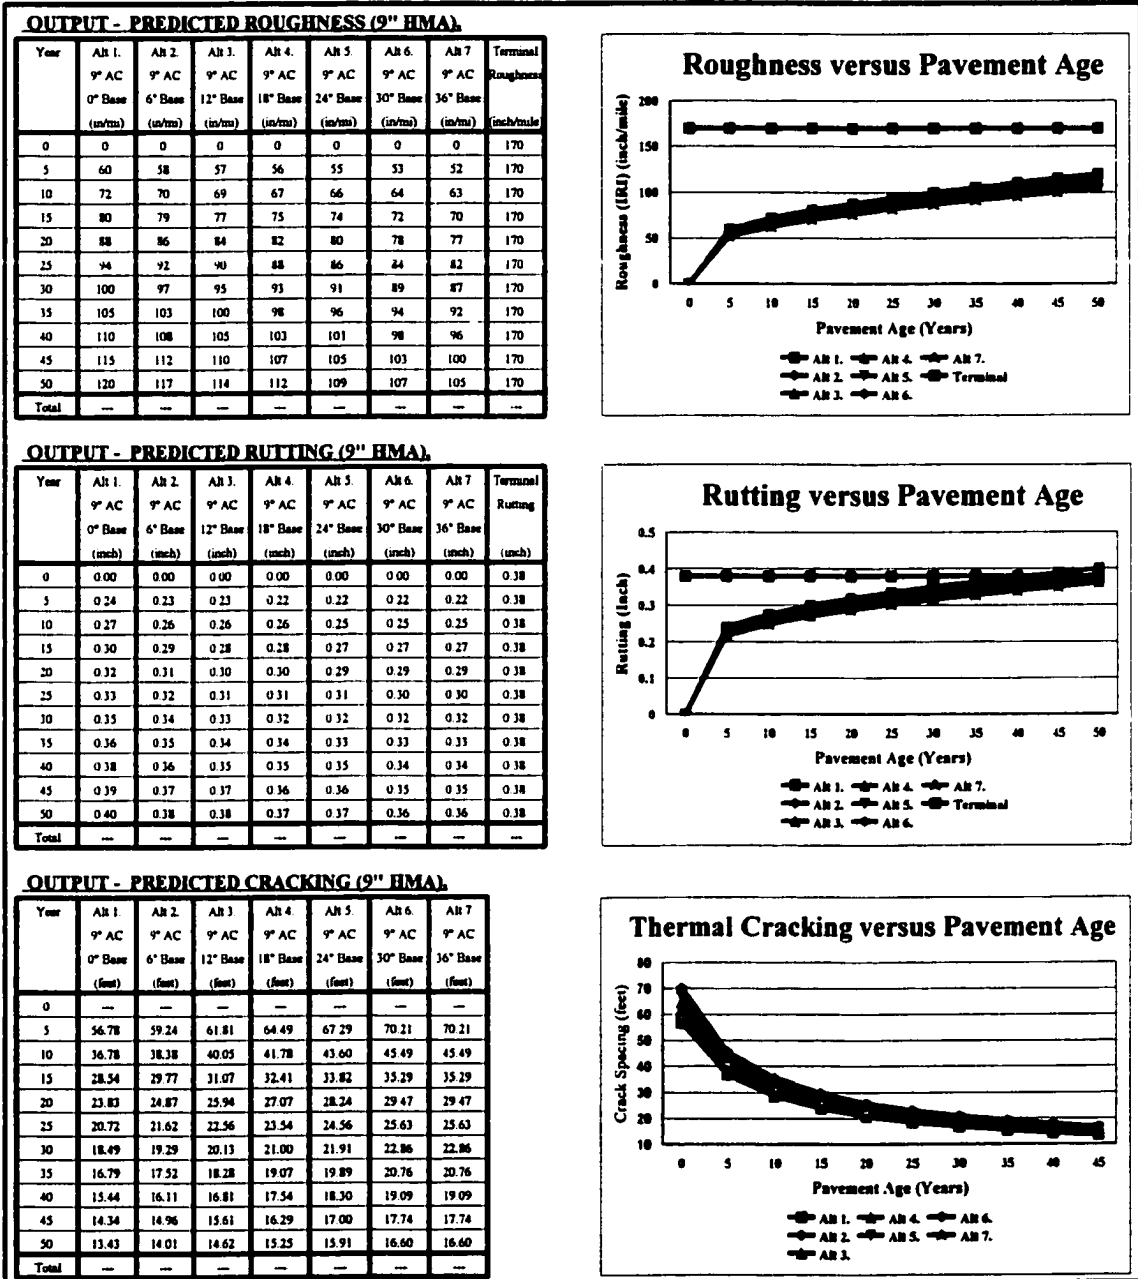 OUTPUT - PREDICTED ROUGHNESS (9" HMA).
Year Alt 1. Alt 2. Alt 3. Alt 4. Alt 5. Alt 6. Alt 7 Terminal
9" AC 9" AC 9" AC 9" AC 9" AC 9" AC 9" AC Roughness
0" Base 6" Base 12" Base 18" Base 24" Base 30" Base 36" Base
(in/mi) (in/mi) (in/mi) (in/mi) (in/mi) (in/mi) (in/mi) (inch/mile)
0 0 0 0 0 0 0 0 170
5 60 58 57 56 55 53 52 170
10 72 70 69 67 66 64 63 170
15 80 79 77 75 74 72 70 170
20 88 86 84 82 80 78 77 170
25 94 92 90 88 86 84 82 170
30 100 97 95 93 91 89 87 170
35 105 103 100 98 96 94 92 170
40 110 108 105 103 101 98 96 170
45 115 112 110 107 105 103 100 170
50 120 117 114 112 109 107 105 170
Total --- --- --- --- --- --- --- ---
Roughness versus Pavement Age
Roughness (IRI) (inch/mile)
200
150
100
50
0
0 5 10 15 20 25 30 35 40 45 50
Pavement Age (Years)
Alt 1. Alt 4. Alt 7.
Alt 2. Alt 5. Terminal
Alt 3. Alt 6.
OUTPUT - PREDICTED RUTTING (9" HMA).
Year Alt 1. Alt 2. Alt 3. Alt 4. Alt 5. Alt 6. Alt 7 Terminal
9" AC 9" AC 9" AC 9" AC 9" AC 9" AC 9" AC Rutting
0" Base 6" Base 12" Base 18" Base 24" Base 30" Base 36" Base
(inch) (inch) (inch) (inch) (inch) (inch) (inch) (inch)
0 0.00 0.00 0.00 0.00 0.00 0.00 0.00 0.38
5 0.24 0.23 0.23 0.22 0.22 0.22 0.22 0.38
10 0.27 0.26 0.26 0.26 0.25 0.25 0.25 0.38
15 0.30 0.29 0.28 0.28 0.27 0.27 0.27 0.38
20 0.32 0.31 0.30 0.30 0.29 0.29 0.29 0.38
25 0.33 0.32 0.31 0.31 0.31 0.30 0.30 0.38
30 0.35 0.34 0.33 0.32 0.32 0.32 0.32 0.38
35 0.36 0.35 0.34 0.34 0.33 0.33 0.33 0.38
40 0.38 0.36 0.35 0.35 0.35 0.34 0.34 0.38
45 0.39 0.37 0.37 0.36 0.36 0.35 0.35 0.38
50 0.40 0.38 0.38 0.37 0.37 0.36 0.36 0.38
Total --- --- --- --- --- --- --- ---
Rutting versus Pavement Age
Rutting (Inch)
0.5
0.4
0.3
0.2
0.1
0
0 5 10 15 20 25 30 35 40 45 50
Pavement Age (Years)
Alt 1. Alt 4. Alt 7.
Alt 2. Alt 5. Terminal
Alt 3. Alt 6.
OUTPUT - PREDICTED CRACKING (9" HMA).
Year Alt 1. Alt 2. Alt 3. Alt 4. Alt 5. Alt 6. Alt 7
9" AC 9" AC 9" AC 9" AC 9" AC 9" AC 9" AC
0" Base 6" Base 12" Base 18" Base 24" Base 30" Base 36" Base
(feet) (feet) (feet) (feet) (feet) (feet) (feet)
0 --- --- --- --- --- --- ---
5 56.78 59.24 61.81 64.49 67.29 70.21 70.21
10 36.78 38.38 40.05 41.78 43.60 45.49 45.49
15 28.54 29.77 31.07 32.41 33.82 35.29 35.29
20 23.83 24.87 25.94 27.07 28.24 29.47 29.47
25 20.72 21.62 22.56 23.54 24.56 25.63 25.63
30 18.49 19.29 20.13 21.00 21.91 22.86 22.86
35 16.79 17.52 18.28 19.07 19.89 20.76 20.76
40 15.44 16.11 16.81 17.54 18.30 19.09 19.09
45 14.34 14.96 15.61 16.29 17.00 17.74 17.74
50 13.43 14.01 14.62 15.25 15.91 16.60 16.60
Total --- --- --- --- --- --- ---
Thermal Cracking versus Pavement Age
Crack Spacing (feet)
80
70
60
50
40
30
20
10
0 5 10 15 20 25 30 35 40 45
Pavement Age (Years)
Alt 1. Alt 4. Alt 6.
Alt 2. Alt 5. Alt 7.
Alt 3.